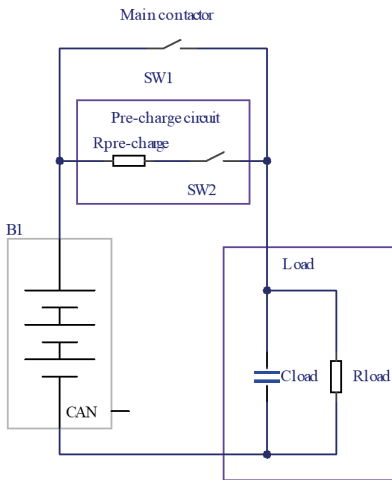 Main contactor
SW1
Pre-charge circuit
Rpre-charge
SW2
B1
Load
Cload
Rload
CAN